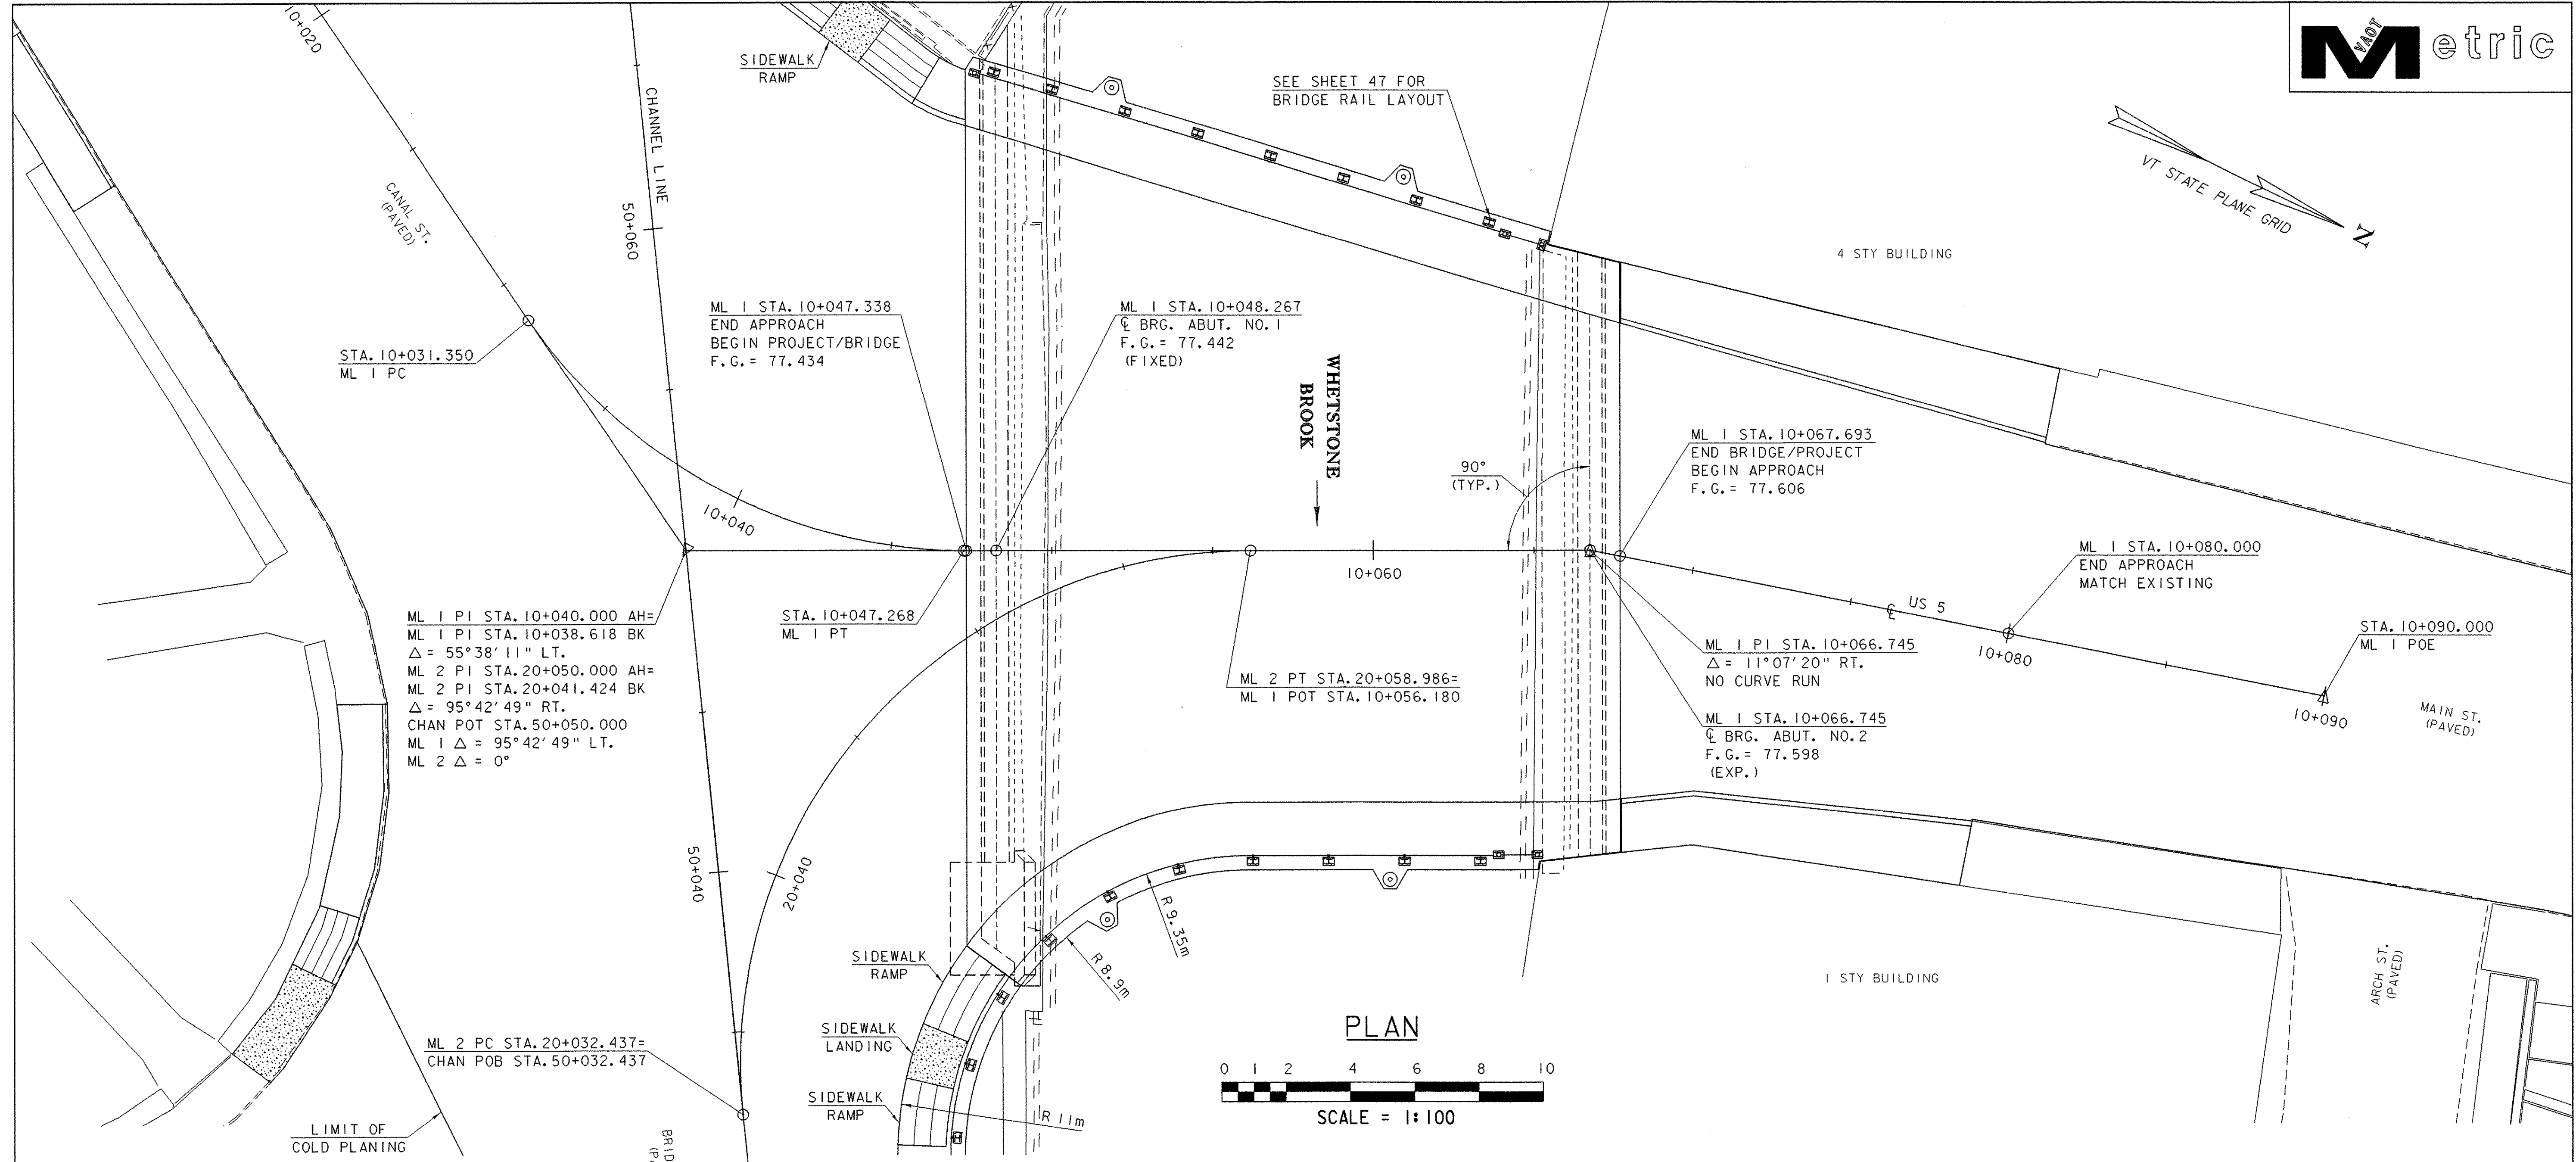 VAOT
Metric
10+020
SIDEWALK
RAMP
CHANNEL LINE
SEE SHEET 47 FOR
BRIDGE RAIL LAYOUT
VT STATE PLANE GRID
N
CANAL ST.
(PAVED)
50+060
4 STY BUILDING
STA. 10+031.350
ML 1 PC
ML 1 STA. 10+047.338
END APPROACH
BEGIN PROJECT/BRIDGE
F.G. = 77.434
ML 1 STA. 10+048.267
℄ BRG. ABUT. NO. 1
F.G. = 77.442
(FIXED)
WHETSTONE
BROOK
90°
(TYP.)
ML 1 STA. 10+067.693
END BRIDGE/PROJECT
BEGIN APPROACH
F.G. = 77.606
10+040
10+060
ML 1 STA. 10+080.000
END APPROACH
MATCH EXISTING
℄ US 5
10+080
STA. 10+090.000
ML 1 POE
10+090
MAIN ST.
(PAVED)
ML 1 PI STA. 10+040.000 AH=
ML 1 PI STA. 10+038.618 BK
△ = 55°38'11" LT.
ML 2 PI STA. 20+050.000 AH=
ML 2 PI STA. 20+041.424 BK
△ = 95°42'49" RT.
CHAN POT STA. 50+050.000
ML 1 △ = 95°42'49" LT.
ML 2 △ = 0°
STA. 10+047.268
ML 1 PT
ML 2 PT STA. 20+058.986=
ML 1 POT STA. 10+056.180
ML 1 PI STA. 10+066.745
△ = 11°07'20" RT.
NO CURVE RUN
ML 1 STA. 10+066.745
℄ BRG. ABUT. NO. 2
F.G. = 77.598
(EXP.)
50+040
20+040
R 9.35m
R 8.9m
SIDEWALK
RAMP
1 STY BUILDING
ARCH ST.
(PAVED)
SIDEWALK
LANDING
ML 2 PC STA. 20+032.437=
CHAN POB STA. 50+032.437
SIDEWALK
RAMP
R 11m
LIMIT OF
COLD PLANING
PLAN
0 1 2 4 6 8 10
SCALE = 1:100